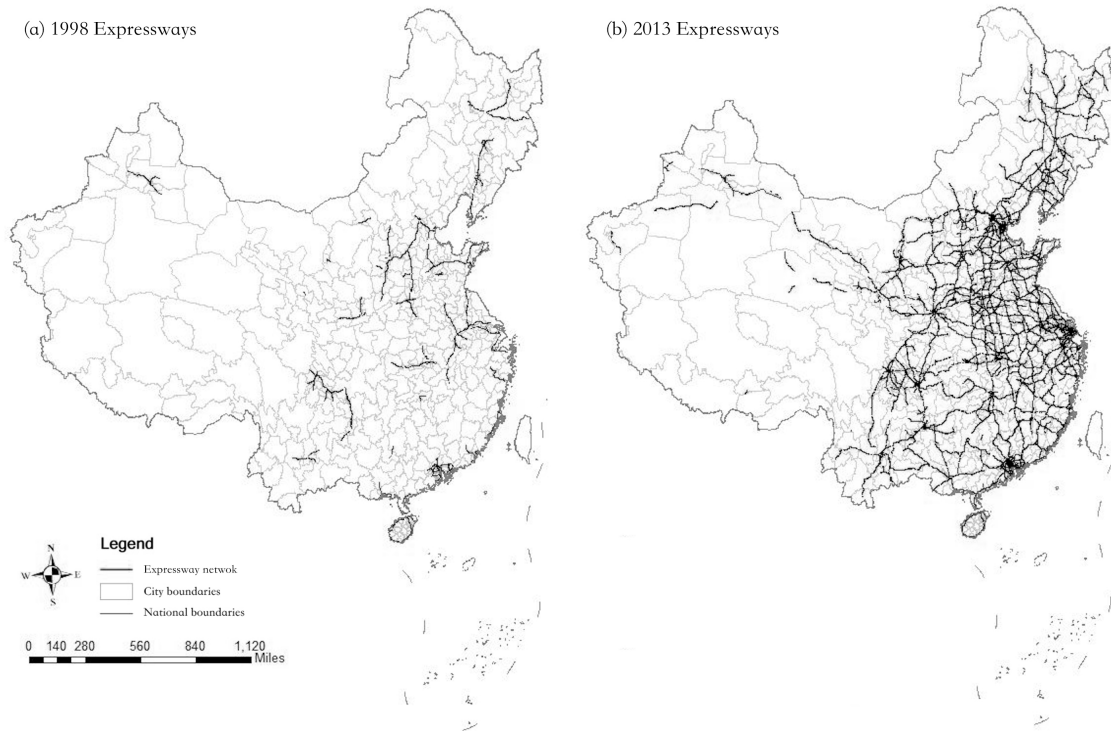 (a) 1998 Expressways
(b) 2013 Expressways
Legend
Expressway netwok
City boundaries
National boundaries
N
W E
S
0 140 280 560 840 1,120
Miles